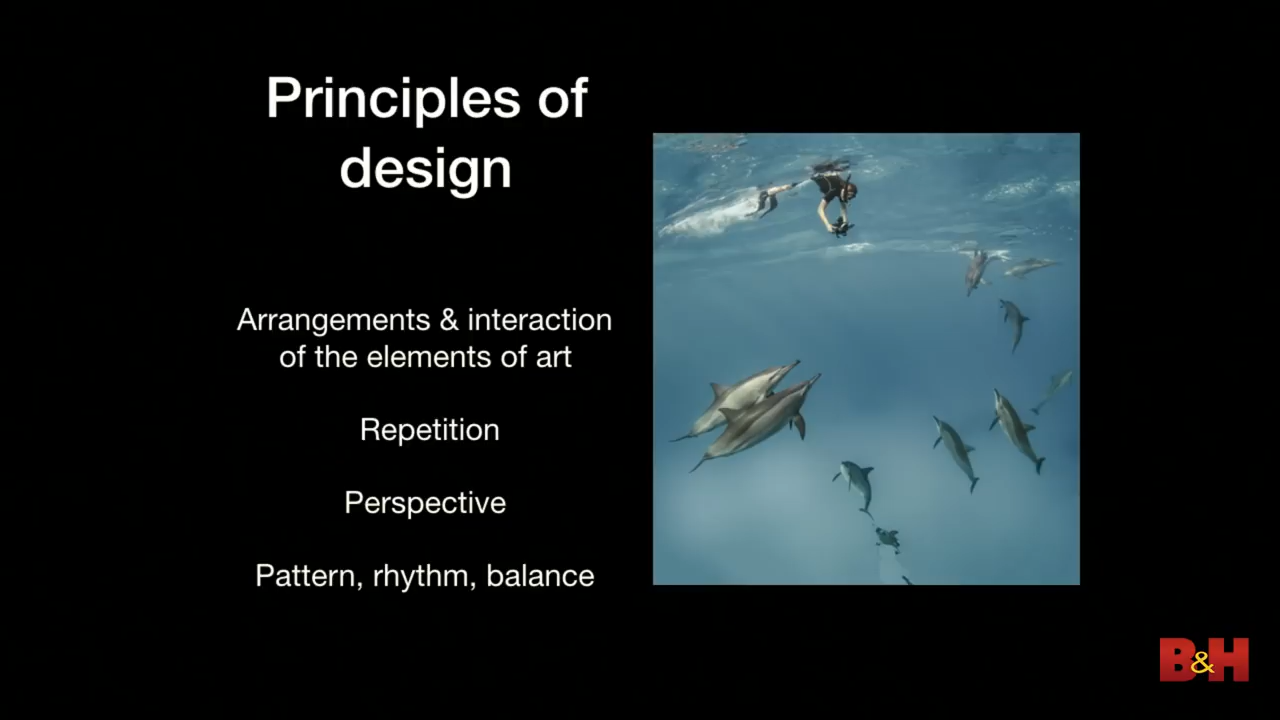 Principles of
design
Arrangements & interaction
of the elements of art
Repetition
Perspective
Pattern, rhythm, balance
B&H